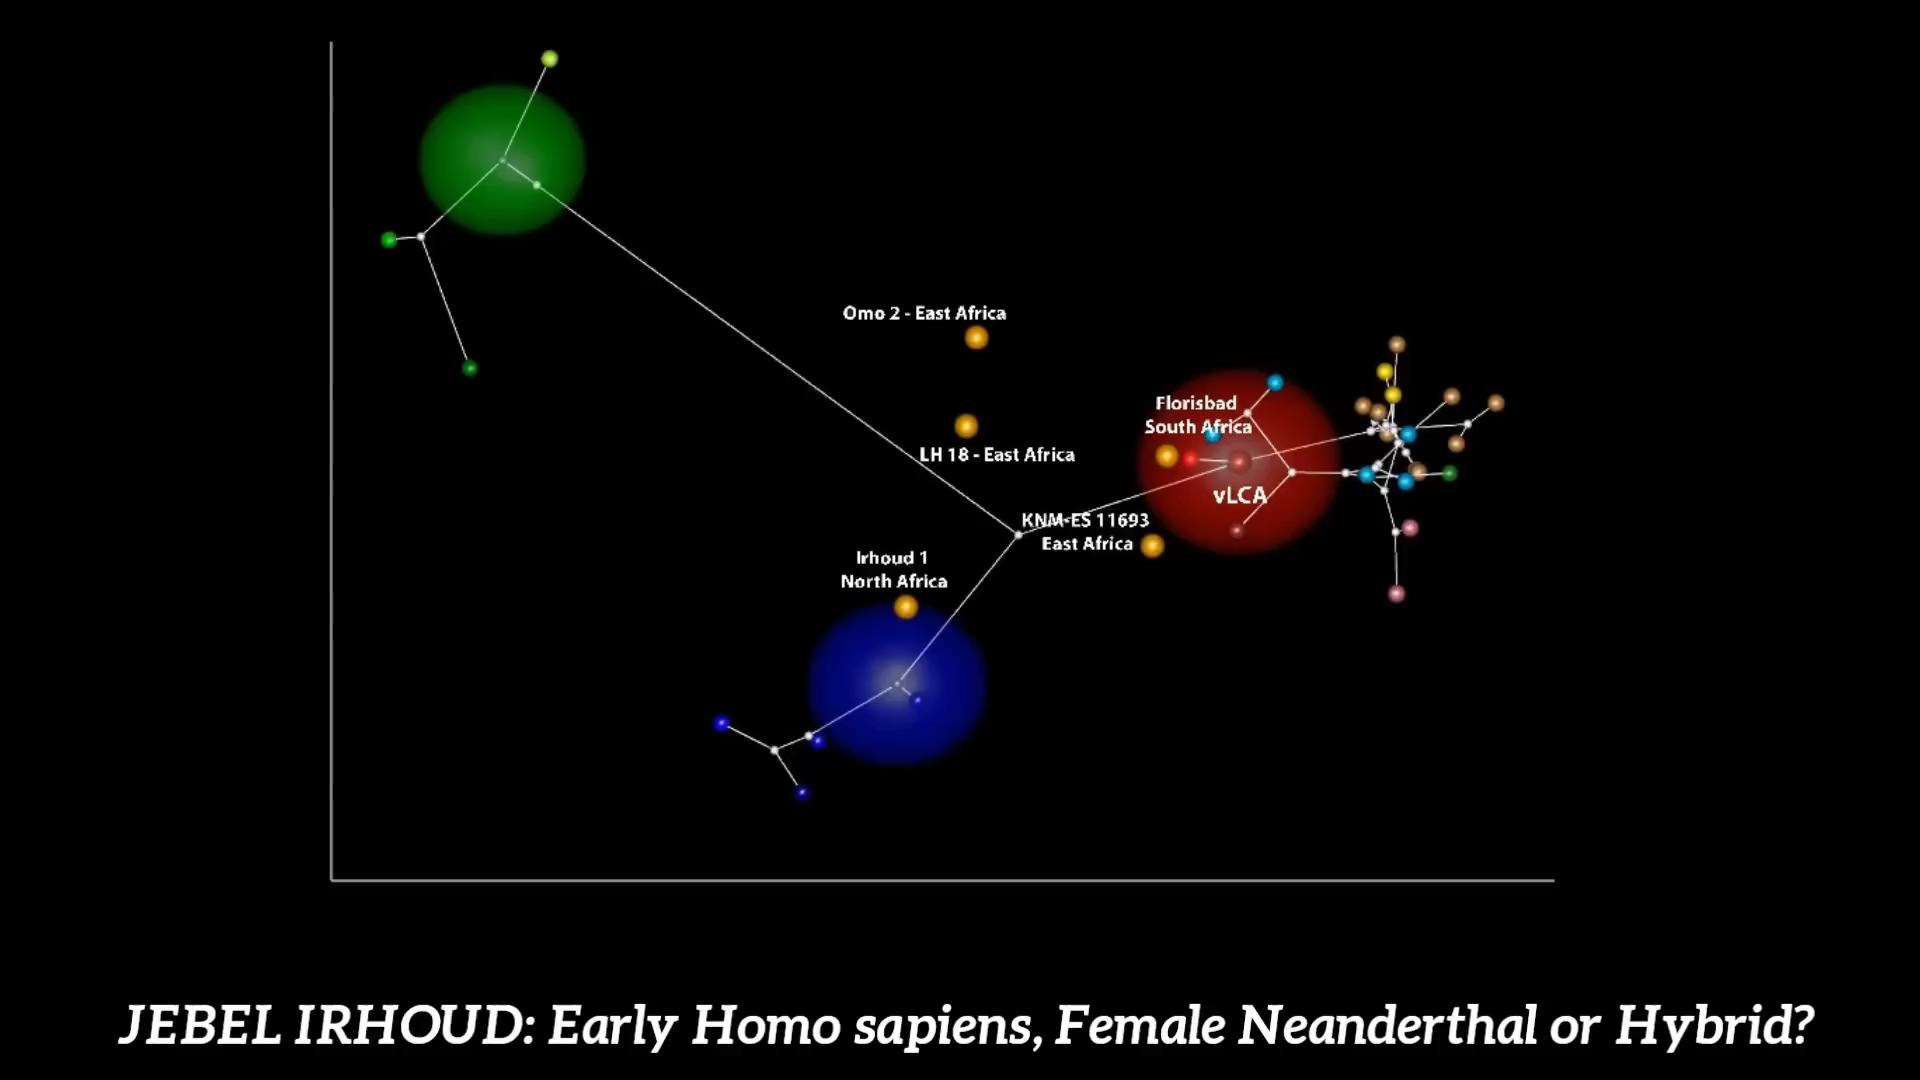 Omo 2 - East Africa
Florisbad
South Africa
LH 18 - East Africa
vLCA
KNM-ES 11693
East Africa
Irhoud 1
North Africa
JEBEL IRHOUD: Early Homo sapiens, Female Neanderthal or Hybrid?